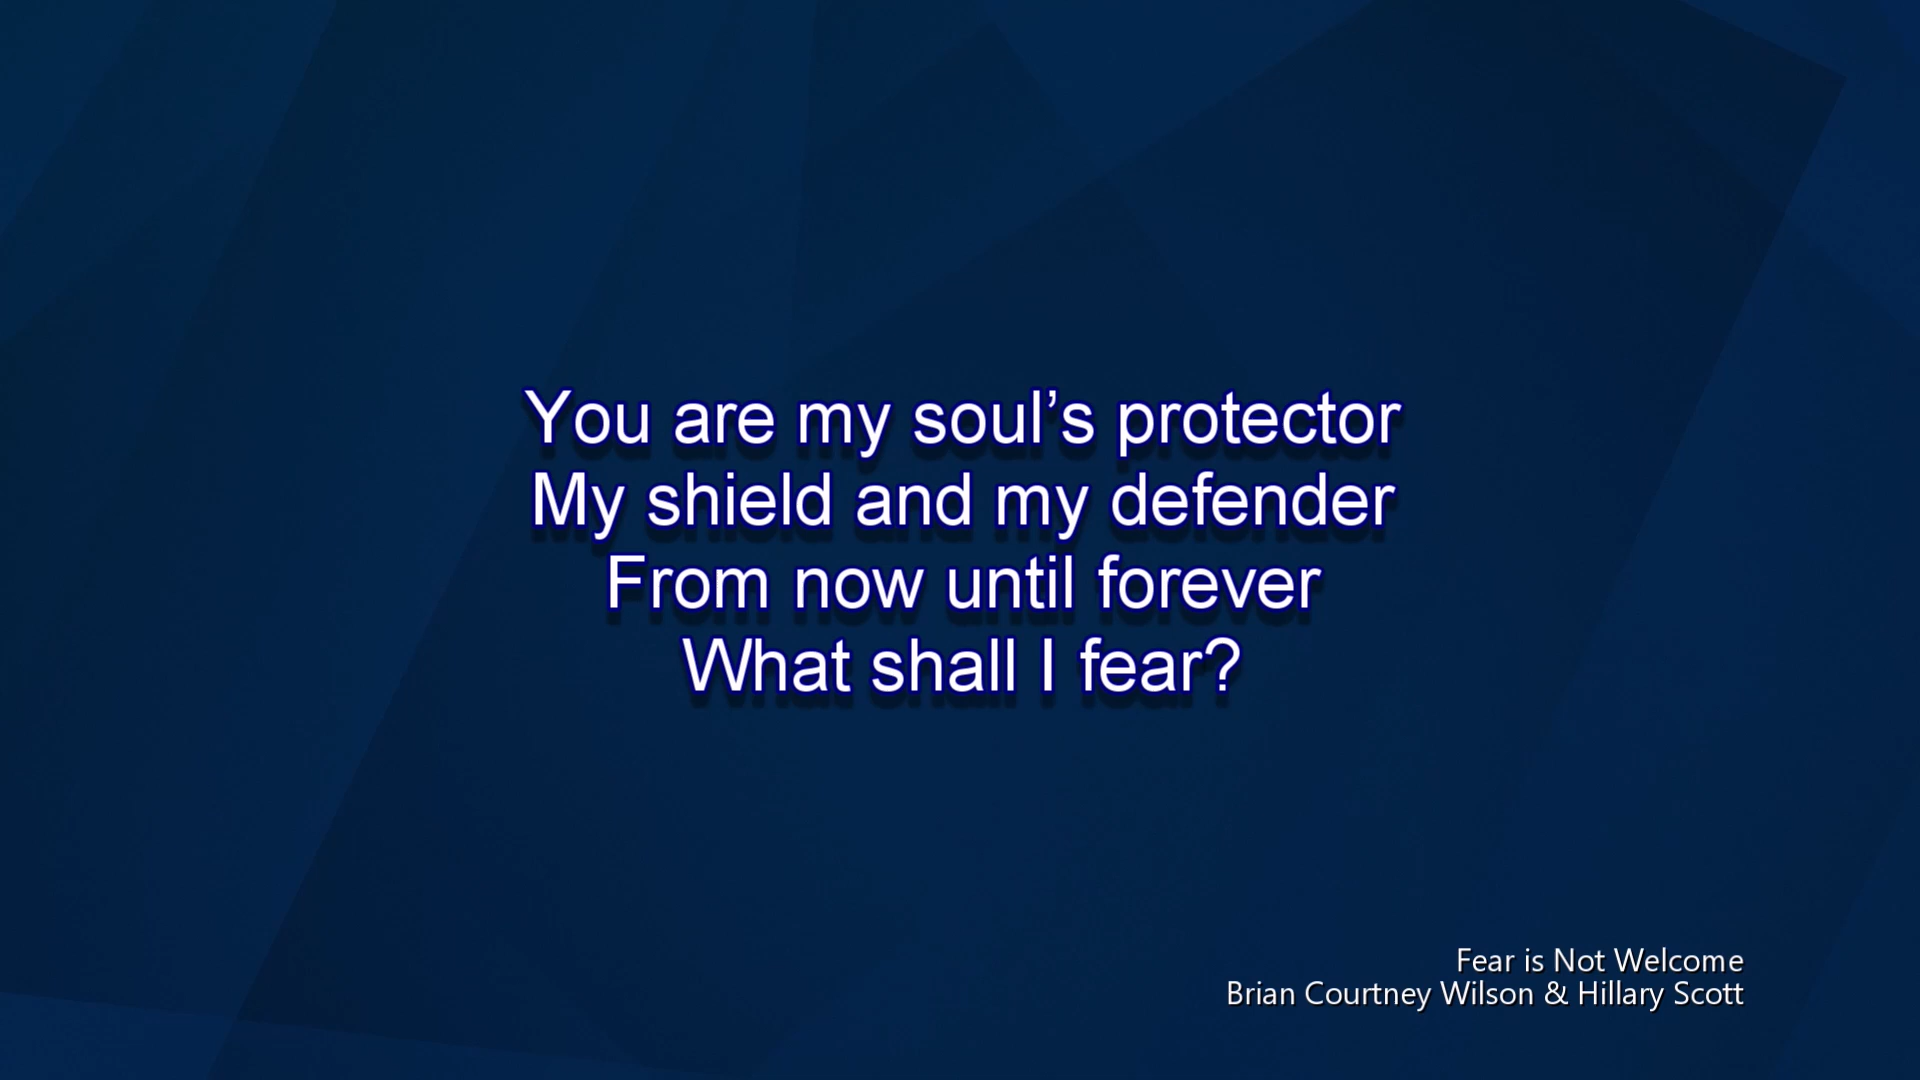 You are my soul’s protector
My shield and my defender
From now until forever
What shall I fear?
Fear is Not Welcome
Brian Courtney Wilson & Hillary Scott